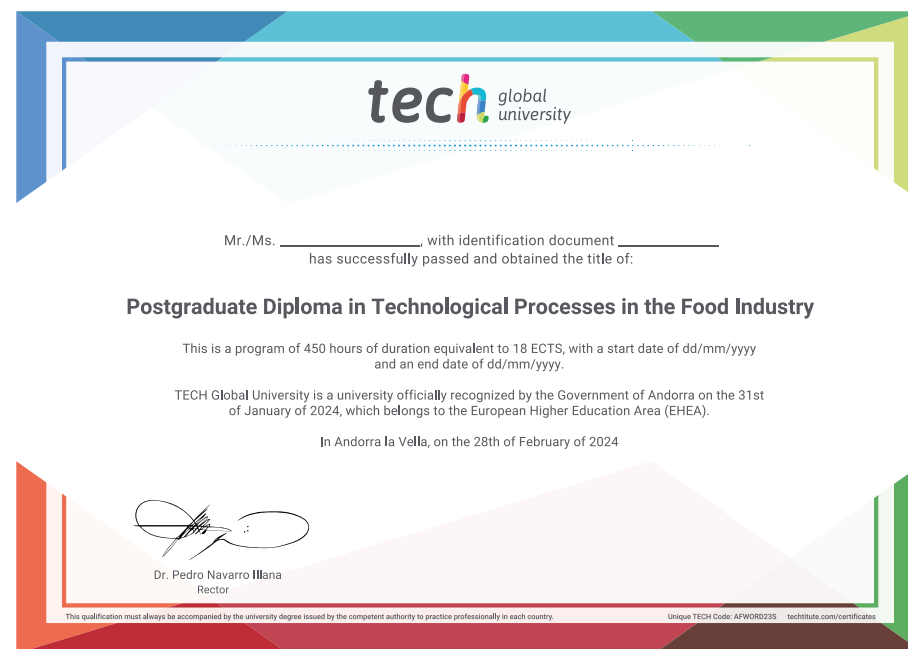 tech global university
Mr./Ms. ____________, with identification document ____________
has successfully passed and obtained the title of:
Postgraduate Diploma in Technological Processes in the Food Industry
This is a program of 450 hours of duration equivalent to 18 ECTS, with a start date of dd/mm/yyyy
and an end date of dd/mm/yyyy.
TECH Global University is a university officially recognized by the Government of Andorra on the 31st
of January of 2024, which belongs to the European Higher Education Area (EHEA).
In Andorra la Vella, on the 28th of February of 2024
Dr. Pedro Navarro Illana
Rector
This qualification must always be accompanied by the university degree issued by the competent authority to practice professionally in each country.
Unique TECH Code: AFWORD23S techtitute.com/certificates